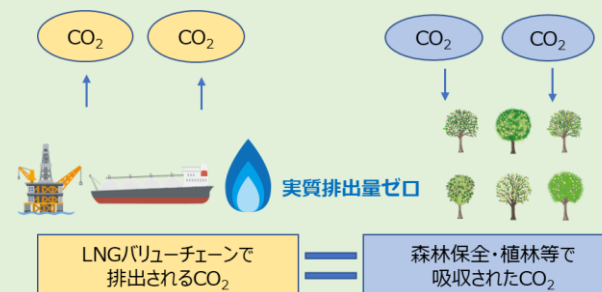 CO₂
CO₂
CO₂
CO₂
実質排出量ゼロ
LNGバリューチェーンで
排出されるCO₂
森林保全・植林等で
吸収されたCO₂